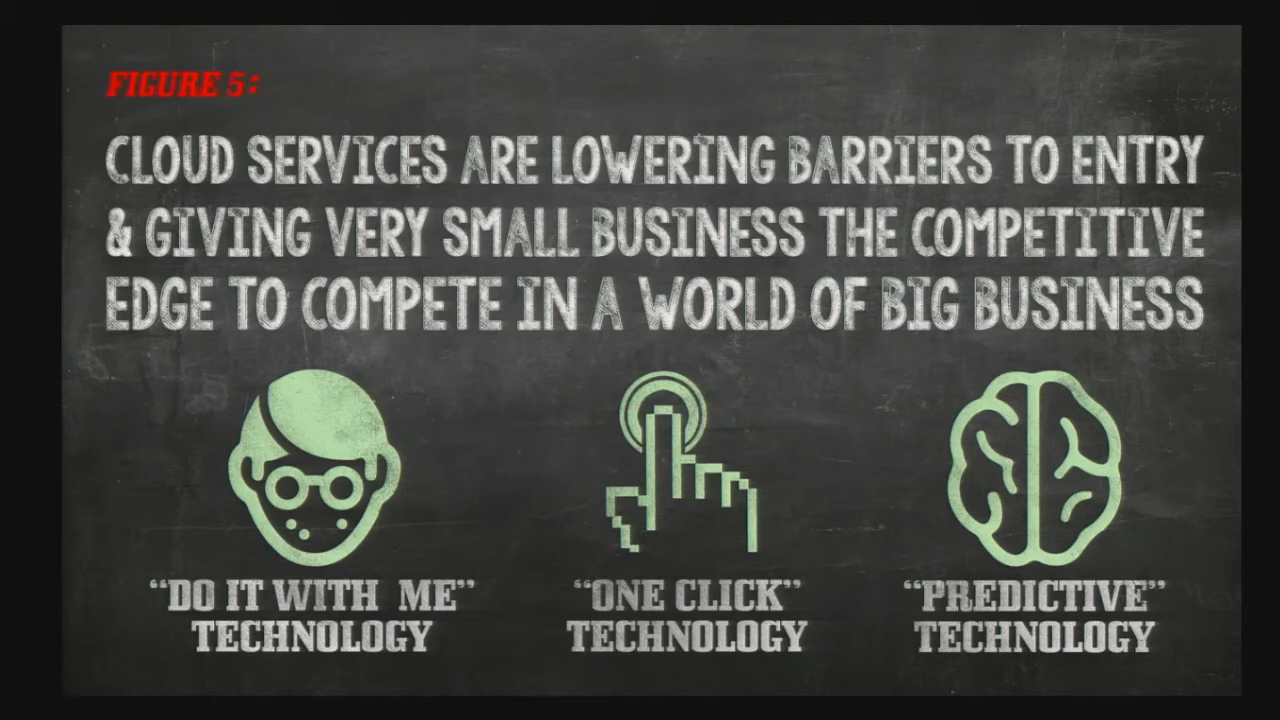 FIGURE 5:
CLOUD SERVICES ARE LOWERING BARRIERS TO ENTRY
& GIVING VERY SMALL BUSINESS THE COMPETITIVE
EDGE TO COMPETE IN A WORLD OF BIG BUSINESS
“DO IT WITH ME”
TECHNOLOGY
“ONE CLICK”
TECHNOLOGY
“PREDICTIVE”
TECHNOLOGY